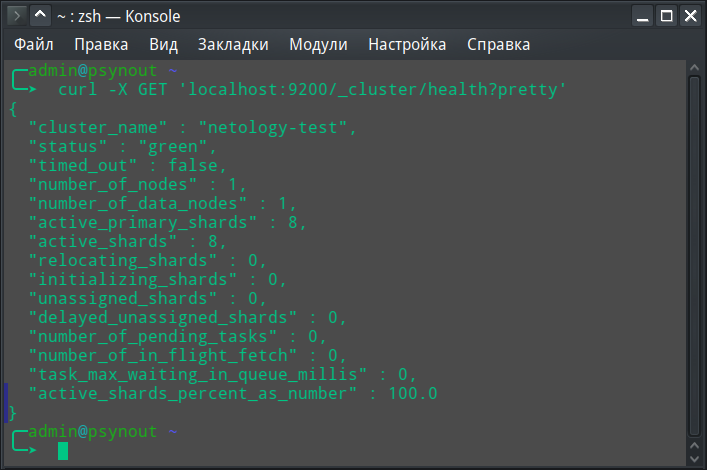 ~ : zsh — Konsole
Файл Правка Вид Закладки Модули Настройка Справка
admin@psynout ~
curl -X GET 'localhost:9200/_cluster/health?pretty'
{
"cluster_name" : "netology-test",
"status" : "green",
"timed_out" : false,
"number_of_nodes" : 1,
"number_of_data_nodes" : 1,
"active_primary_shards" : 8,
"active_shards" : 8,
"relocating_shards" : 0,
"initializing_shards" : 0,
"unassigned_shards" : 0,
"delayed_unassigned_shards" : 0,
"number_of_pending_tasks" : 0,
"number_of_in_flight_fetch" : 0,
"task_max_waiting_in_queue_millis" : 0,
"active_shards_percent_as_number" : 100.0
}
admin@psynout ~